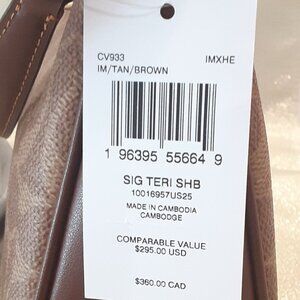 CV933 IMXHE
IM/TAN/BROWN
1 96395 55664 9
SIG TERI SHB
10016957US25
MADE IN CAMBODIA
CAMBODGE
COMPARABLE VALUE
$295.00 USD
$360.00 CAD